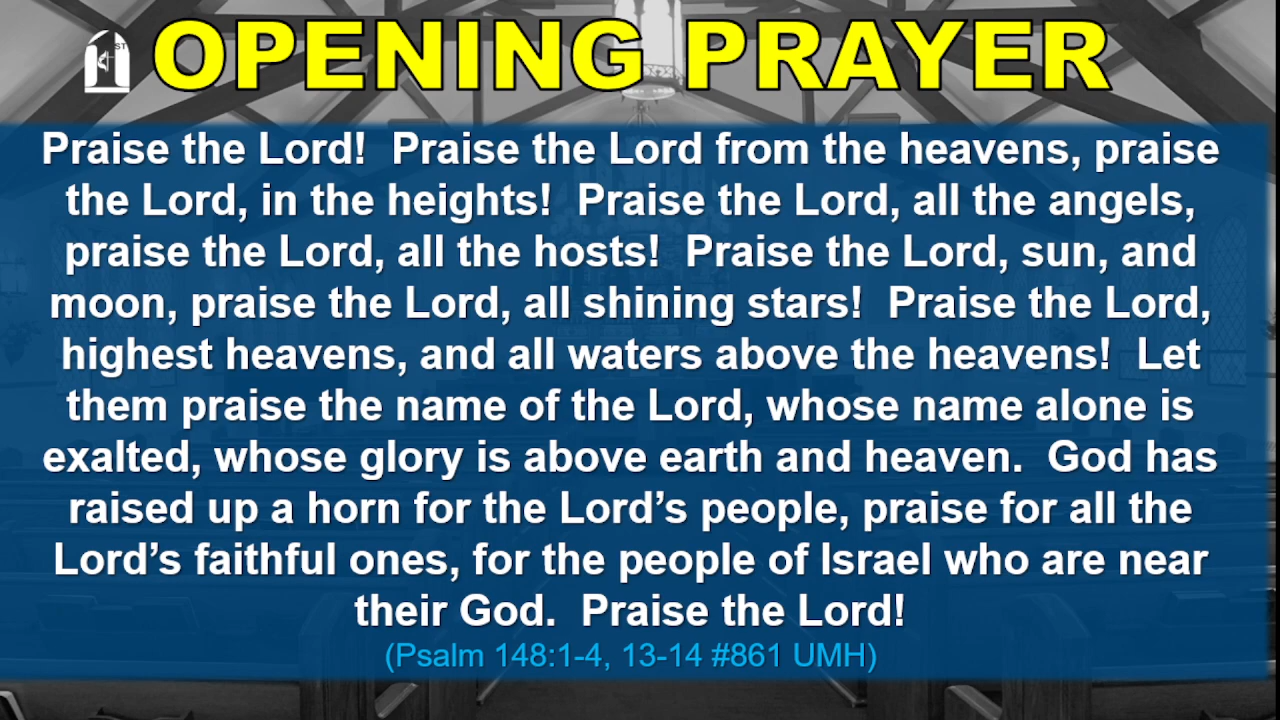 ST
OPENING PRAYER
Praise the Lord!  Praise the Lord from the heavens, praise
the Lord, in the heights!  Praise the Lord, all the angels,
praise the Lord, all the hosts!  Praise the Lord, sun, and
moon, praise the Lord, all shining stars!  Praise the Lord,
highest heavens, and all waters above the heavens!  Let
them praise the name of the Lord, whose name alone is
exalted, whose glory is above earth and heaven.  God has
raised up a horn for the Lord’s people, praise for all the
Lord’s faithful ones, for the people of Israel who are near
their God.  Praise the Lord!
(Psalm 148:1-4, 13-14 #861 UMH)